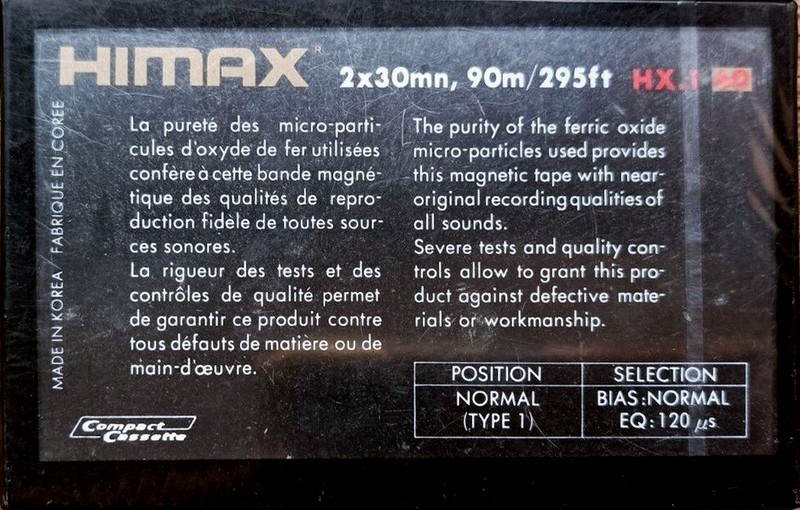 HIMAX®
2x30mn, 90m/295ft HX.1 60
La pureté des micro-parti-
cules d'oxyde de fer utilisées
confère à cette bande magné-
tique des qualités de repro-
duction fidèle de toutes sour-
ces sonores.
La rigueur des tests et des
contrôles de qualité permet
de garantir ce produit contre
tous défauts de matière ou de
main-d'œuvre.
The purity of the ferric oxide
micro-particles used provides
this magnetic tape with near-
original recording qualities of
all sounds.
Severe tests and quality con-
trols allow to grant this pro-
duct against defective mate-
rials or workmanship.
POSITION SELECTION
NORMAL BIAS:NORMAL
(TYPE 1) EQ:120 µs
MADE IN KOREA FABRIQUE EN COREE
Compact
Cassette